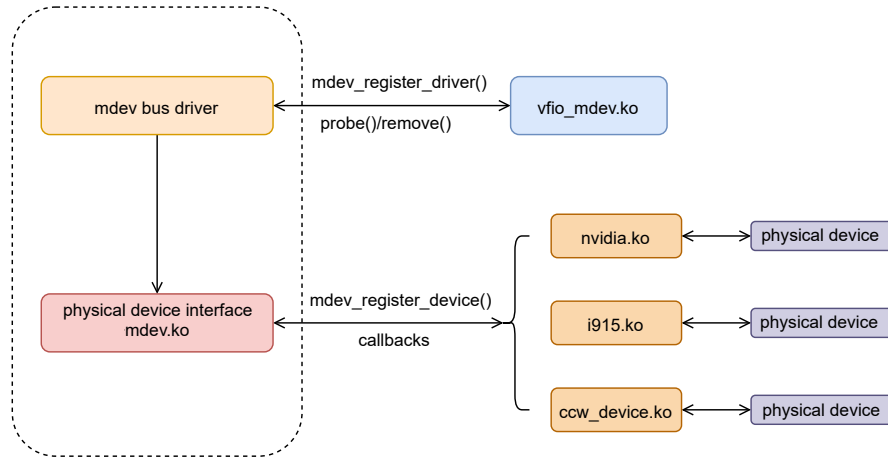 mdev_register_driver()
mdev bus driver
vfio_mdev.ko
probe()/remove()
nvidia.ko
physical device
physical device interface
mdev.ko
mdev_register_device()
callbacks
i915.ko
physical device
ccw_device.ko
physical device